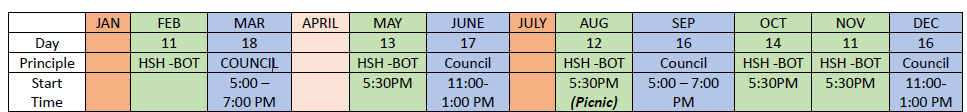 JAN FEB MAR APRIL MAY JUNE JULY AUG SEP OCT NOV DEC
Day 11 18 13 17 12 16 14 11 16
Principle HSH -BOT COUNCIL HSH -BOT Council HSH -BOT Council HSH -BOT HSH -BOT Council
Start 5:00 – 5:30PM 11:00- 5:30PM 5:00 – 7:00 5:30PM 5:30PM 11:00-
Time 7:00 PM 1:00 PM (Picnic) PM 1:00 PM